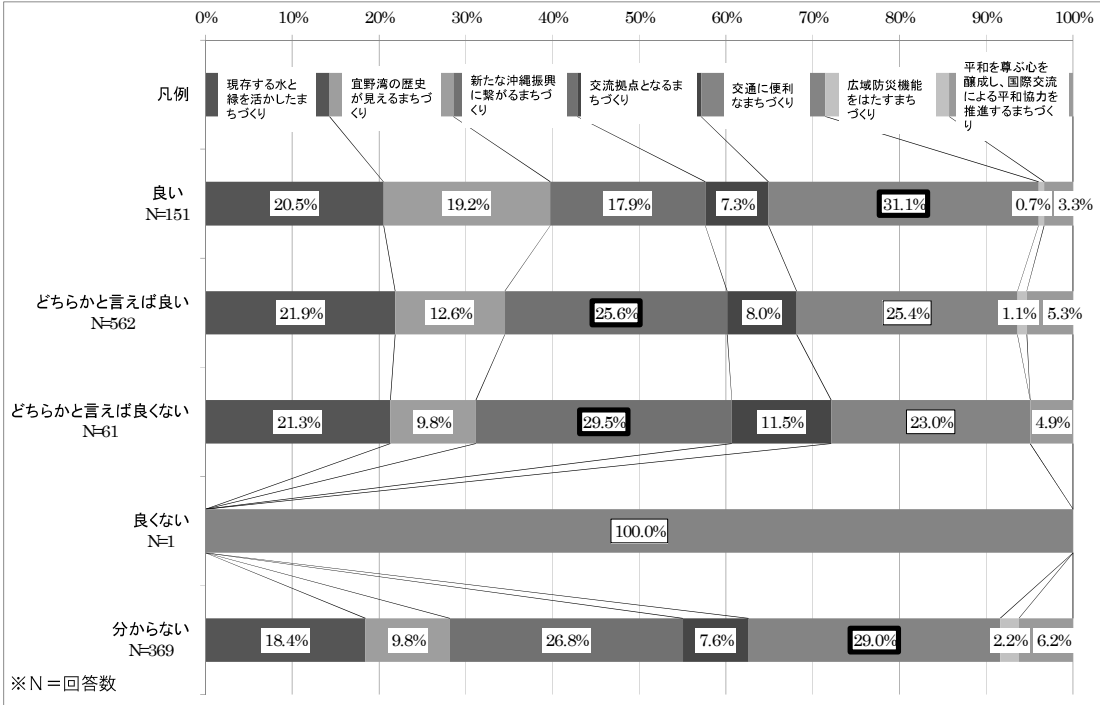 0% 10% 20% 30% 40% 50% 60% 70% 80% 90% 100%
凡例
現存する水と
緑を活かしたま
ちづくり
宜野湾の歴史
が見えるまちづ
くり
新たな沖縄振興
に繋がるまちづ
くり
交流拠点となるま
ちづくり
交通に便利
なまちづくり
広域防災機能
をはたすまち
づくり
平和を尊ぶ心を
醸成し、国際交流
による平和協力を
推進するまちづく
り
良い
N=151
20.5% 19.2% 17.9% 7.3% 31.1% 0.7% 3.3%
どちらかと言えば良い
N=562
21.9% 12.6% 25.6% 8.0% 25.4% 1.1% 5.3%
どちらかと言えば良くない
N=61
21.3% 9.8% 29.5% 11.5% 23.0% 4.9%
良くない
N=1
100.0%
分からない
N=369
18.4% 9.8% 26.8% 7.6% 29.0% 2.2% 6.2%
※N=回答数